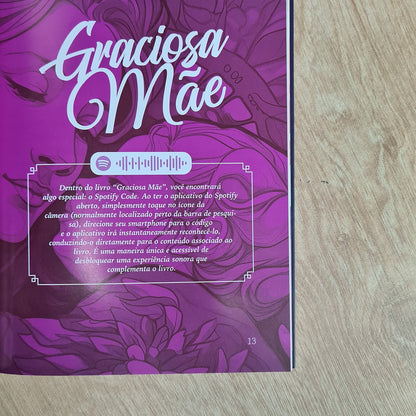 Graciosa
Mãe
Dentro do livro "Graciosa Mãe", você encontrará
algo especial: o Spotify Code. Ao ter o aplicativo do Spotify
aberto, simplesmente toque no ícone da
câmera (normalmente localizado perto da barra de pesqui-
sa), direcione seu smartphone para o código
e o aplicativo irá instantaneamente reconhecê-lo,
conduzindo-o diretamente para o conteúdo associado ao
livro. É uma maneira única e acessível de
desbloquear uma experiência sonora que
complementa o livro.
13